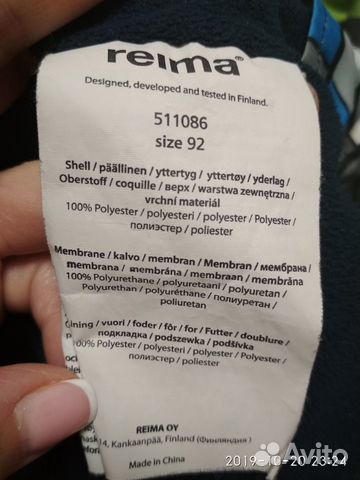 reima®
Designed, developed and tested in Finland.
511086
size 92
Shell / päällinen / yttertyg / yttertøy / yderlag /
Oberstoff / coquille / верх / warstwa zewnętrzna /
vrchní materiál
100% Polyester / polyesteri / polyester / Polyester /
полиэстер / poliester
Membrane / kalvo / membran / Membran / мембрана /
membrana / membrána / membraan / membrāna
100% Polyurethane / polyuretaani / polyuretan /
Polyurethan / polyuréthane / полиуретан /
poliuretan
Lining / vuori / foder / fôr / for / Futter / doublure /
подкладка / podszewka / podšívka
100% Polyester / polyesteri / polyester / Polyester /
полиэстер / poliester
REIMA OY
14, Kankaanpää, Finland (Финляндия)
Made in China
2019-10-20 23:24
Avito